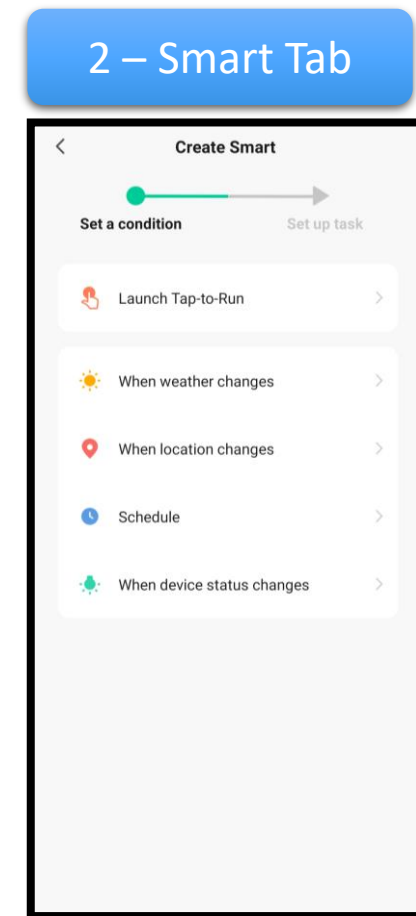 2 – Smart Tab
Create Smart
Set a condition
Set up task
Launch Tap-to-Run
When weather changes
When location changes
Schedule
When device status changes